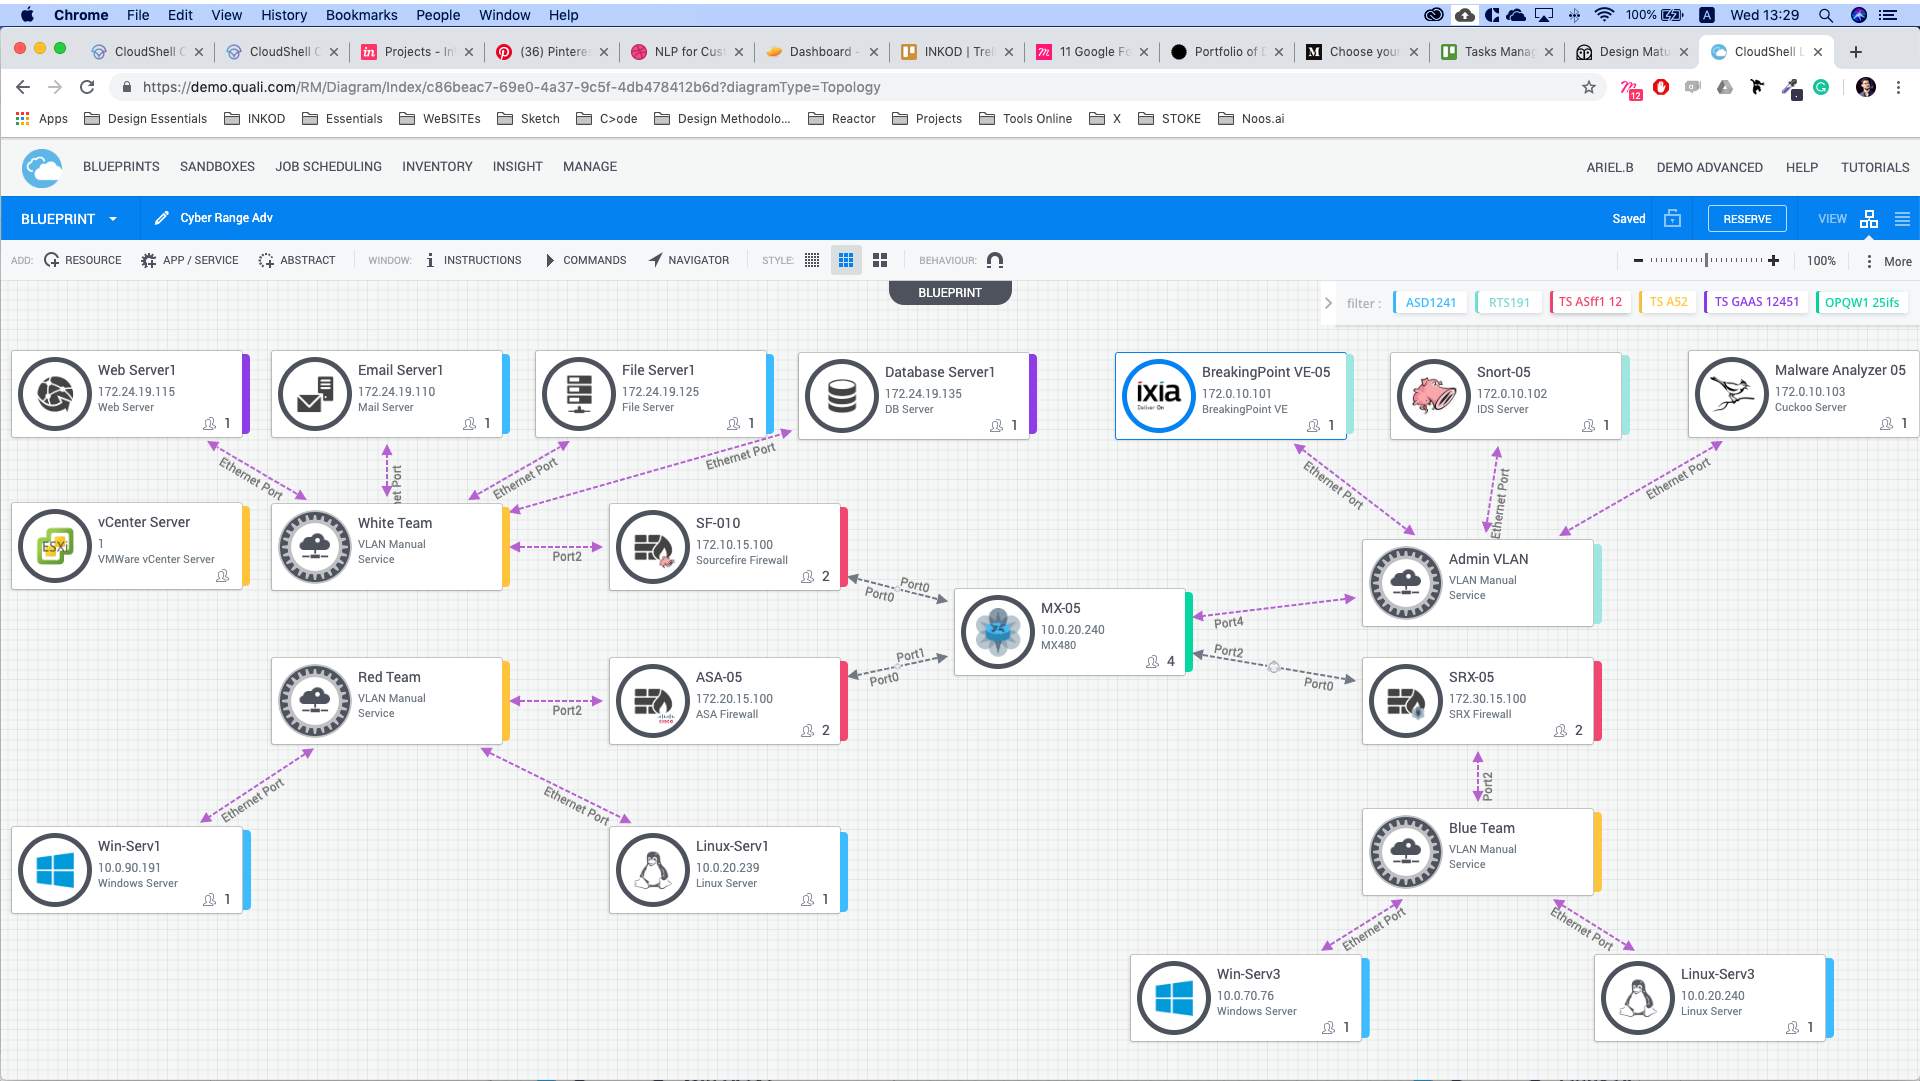 Chrome File Edit View History Bookmarks People Window Help 100% A Wed 13:29
CloudShell C CloudShell C Projects - In (36) Pinteres NLP for Cust Dashboard - INKOD | Trel 11 Google Fo Portfolio of Choose your Tasks Manag Design Matu CloudShell L
https://demo.quali.com/RM/Diagram/Index/c86beac7-69e0-4a37-9c5f-4db478412b6d?diagramType=Topology 12
Apps Design Essentials INKOD Essentials WeBSITEs Sketch C>ode Design Methodolo... Reactor Projects Tools Online X STOKE Noos.ai
BLUEPRINTS SANDBOXES JOB SCHEDULING INVENTORY INSIGHT MANAGE ARIEL.B DEMO ADVANCED HELP TUTORIALS
BLUEPRINT Cyber Range Adv Saved RESERVE VIEW
ADD: RESOURCE APP / SERVICE ABSTRACT WINDOW: INSTRUCTIONS COMMANDS NAVIGATOR STYLE: BEHAVIOUR: 100% More
BLUEPRINT
filter : ASD1241 RTS191 TS ASff1 12 TS A52 TS GAAS 12451 OPQW1 25ifs
Web Server1
172.24.19.115
Web Server
1
Email Server1
172.24.19.110
Mail Server
1
File Server1
172.24.19.125
File Server
1
Database Server1
172.24.19.135
DB Server
1
ixia
BreakingPoint VE-05
172.0.10.101
BreakingPoint VE
1
Snort-05
172.0.10.102
IDS Server
1
Malware Analyzer 05
172.0.10.103
Cuckoo Server
1
Ethernet Port
et Port
Ethernet Port
Ethernet Port
Ethernet Port
Ethernet Port
Ethernet Port
ESXi
vCenter Server
1
VMWare vCenter Server
White Team
VLAN Manual
Service
Port2
SF-010
172.10.15.100
Sourcefire Firewall
2
Port0
Port0
Admin VLAN
VLAN Manual
Service
MX-05
10.0.20.240
MX480
4
Port4
Port2
Port0
Port1
Port0
Red Team
VLAN Manual
Service
Port2
cisco
ASA-05
172.20.15.100
ASA Firewall
2
SRX-05
172.30.15.100
SRX Firewall
2
Ethernet Port
Ethernet Port
Port2
Win-Serv1
10.0.90.191
Windows Server
1
Linux-Serv1
10.0.20.239
Linux Server
1
Blue Team
VLAN Manual
Service
Ethernet Port
Ethernet Port
Win-Serv3
10.0.70.76
Windows Server
1
Linux-Serv3
10.0.20.240
Linux Server
1